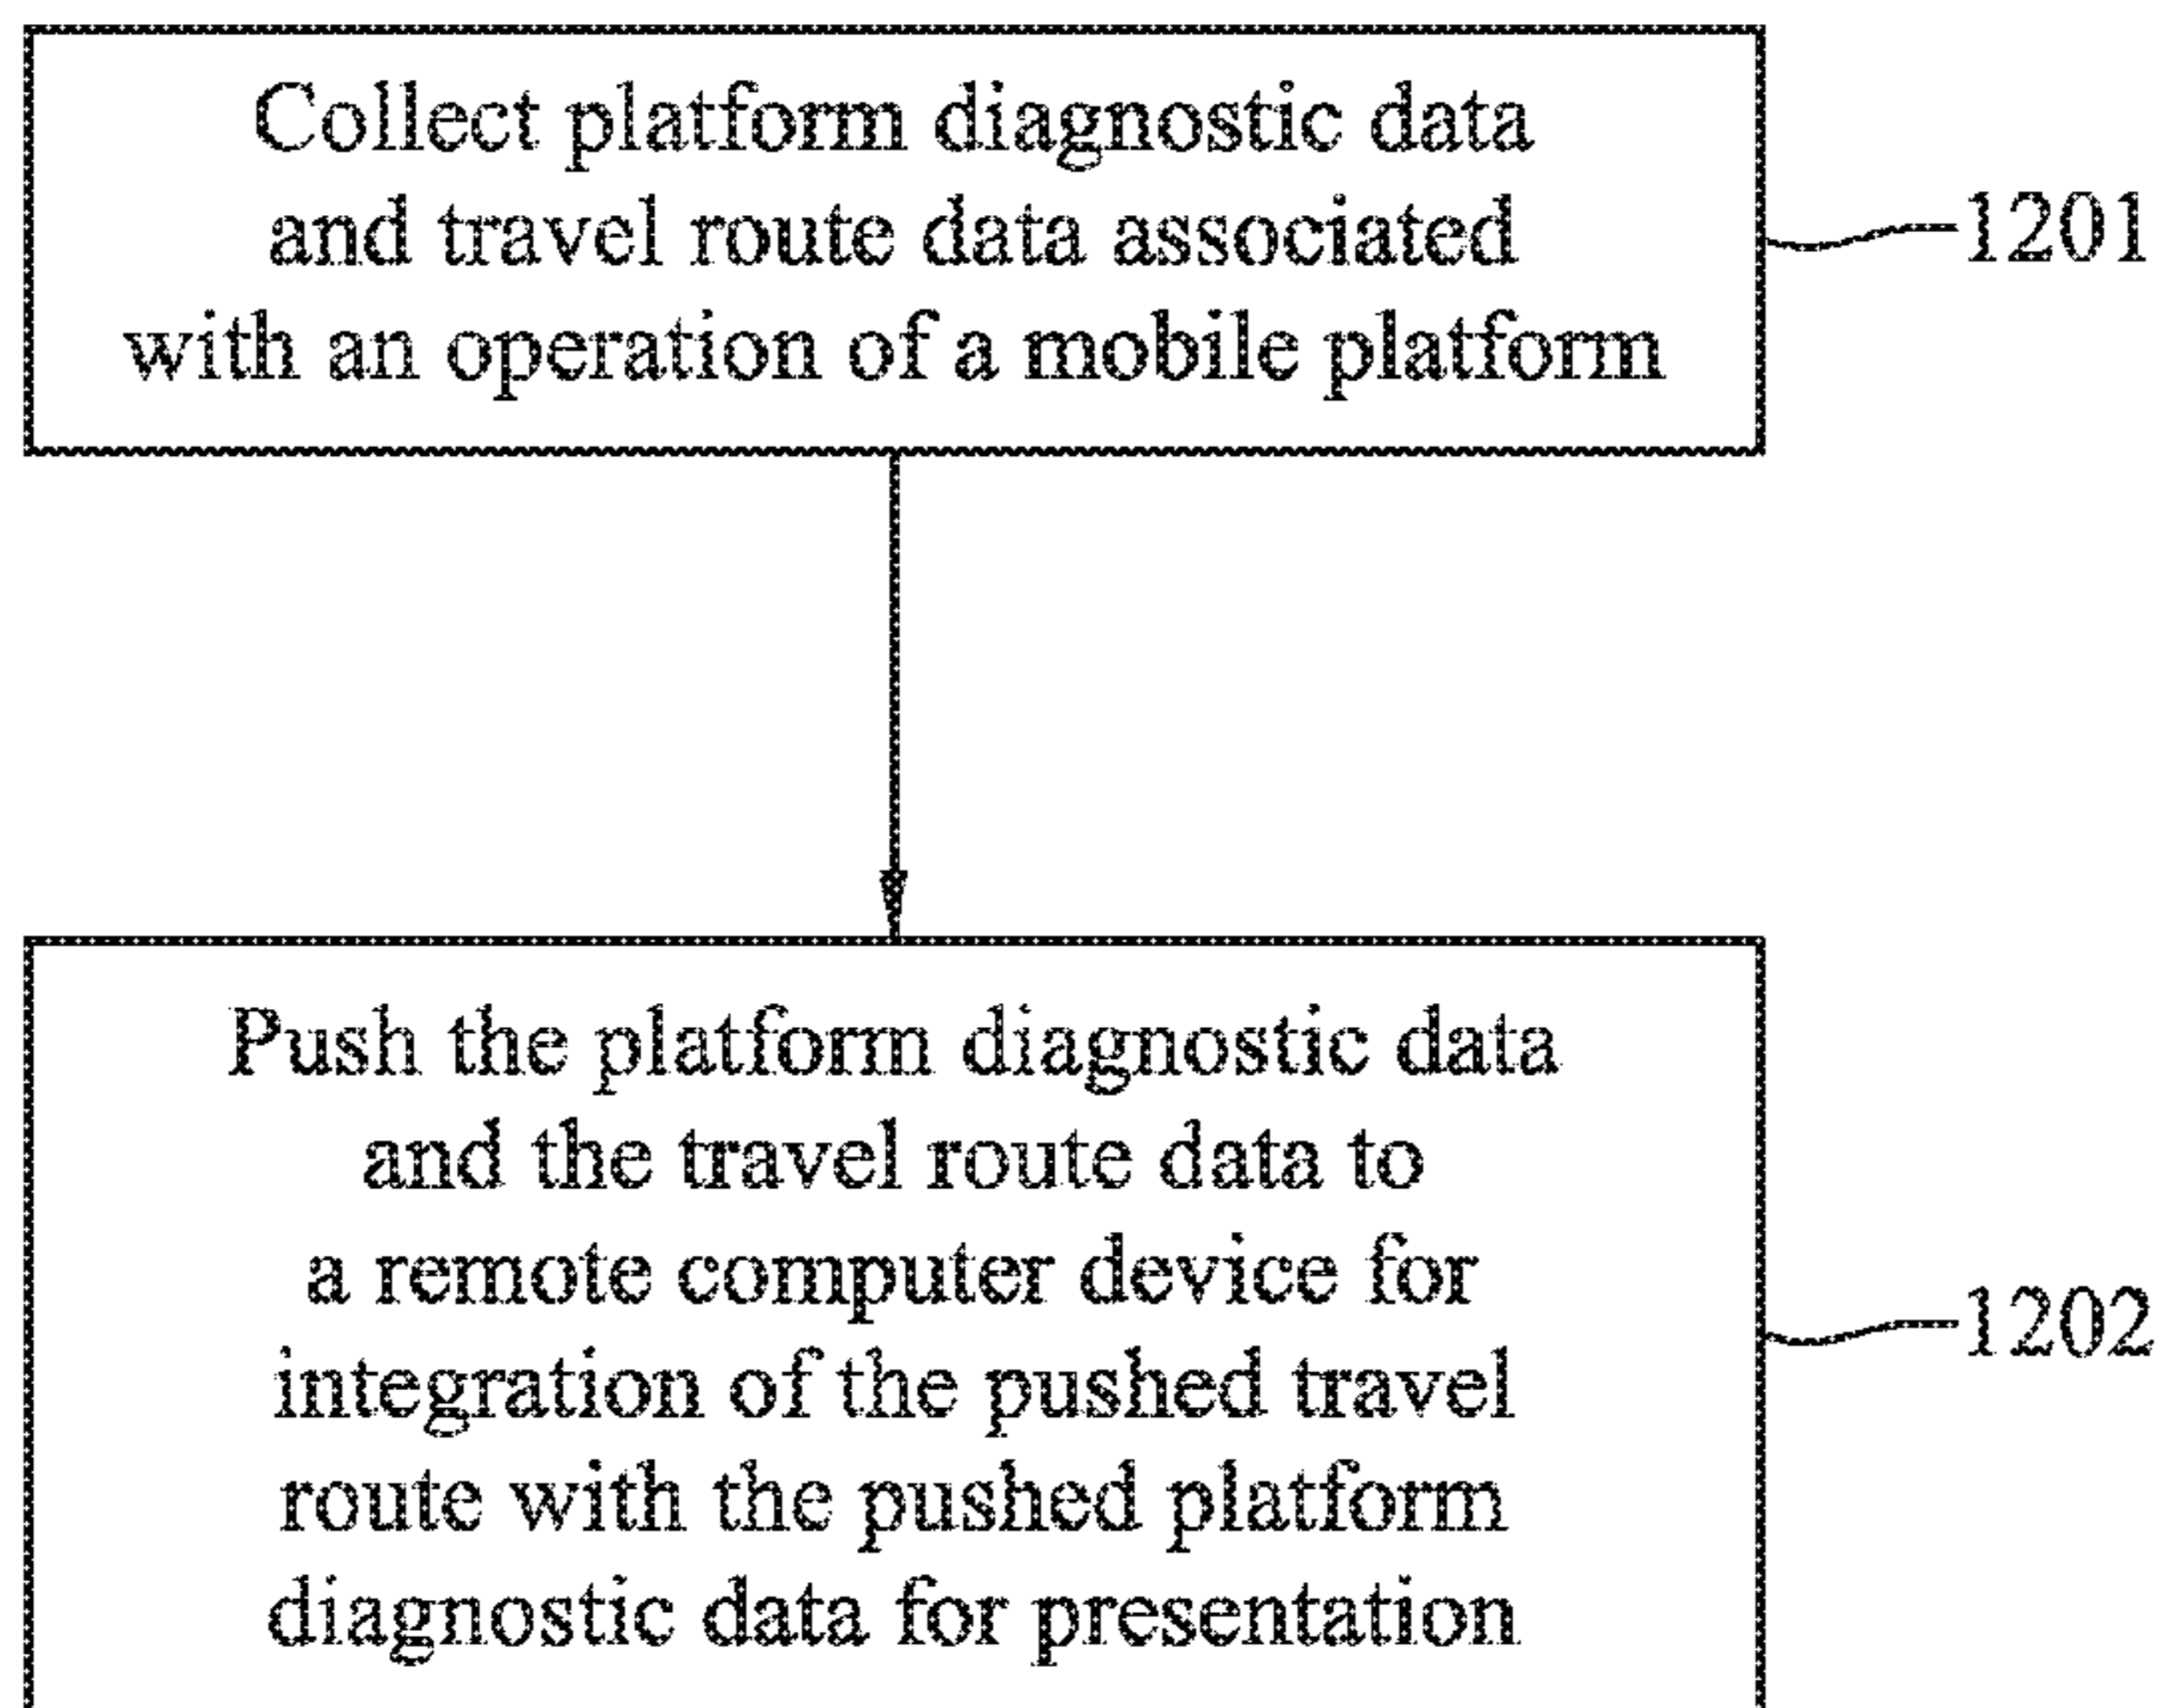 Collect platform diagnostic data
and travel route data associated
with an operation of a mobile platform
1201
Push the platform diagnostic data
and the travel route data to
a remote computer device for
integration of the pushed travel
route with the pushed platform
diagnostic data for presentation
1202